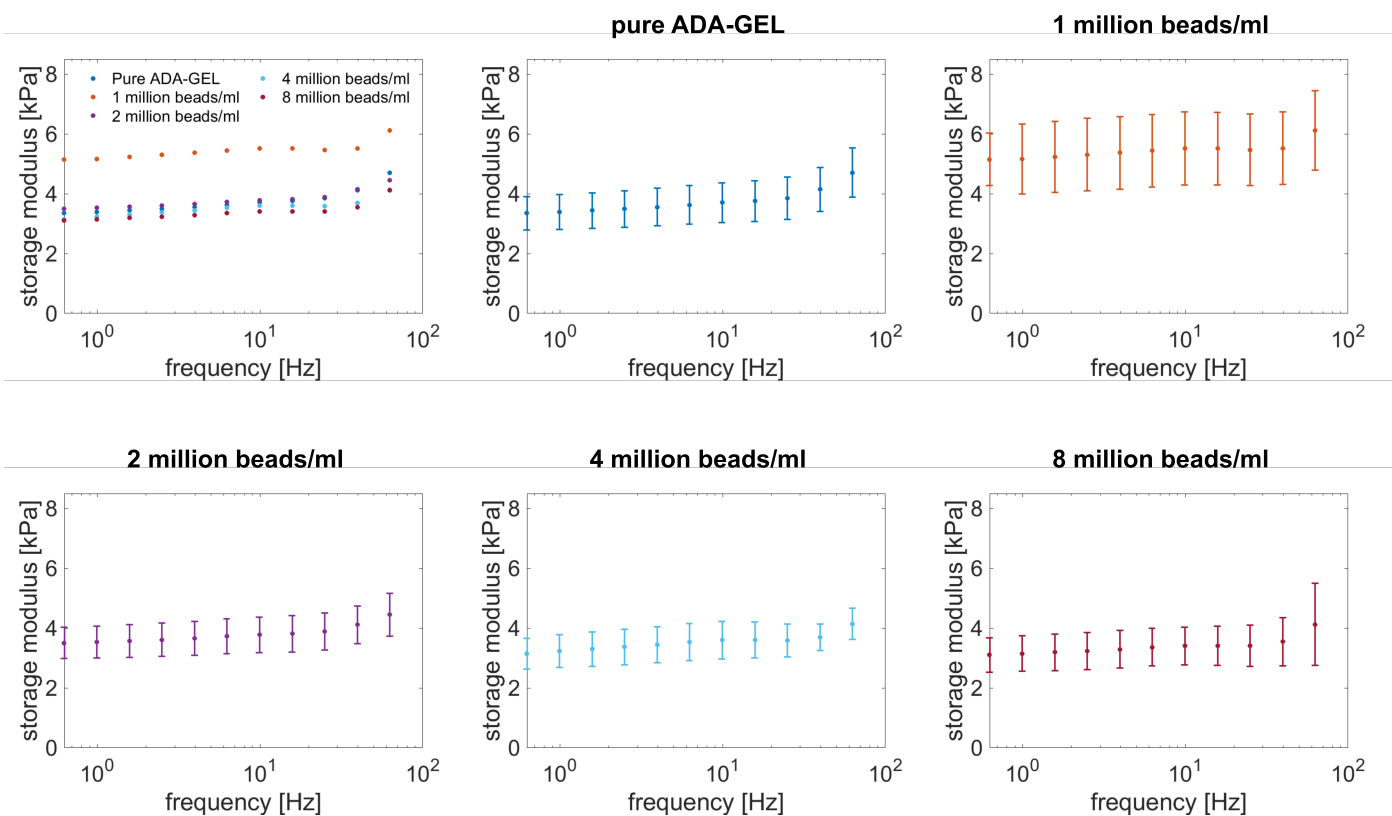 pure ADA-GEL
1 million beads/ml
storage modulus [kPa]
8
6
4
2
0
Pure ADA-GEL
1 million beads/ml
2 million beads/ml
4 million beads/ml
8 million beads/ml
10^0
10^1
10^2
frequency [Hz]
storage modulus [kPa]
8
6
4
2
0
10^0
10^1
10^2
frequency [Hz]
storage modulus [kPa]
8
6
4
2
0
10^0
10^1
10^2
frequency [Hz]
2 million beads/ml
4 million beads/ml
8 million beads/ml
storage modulus [kPa]
8
6
4
2
0
10^0
10^1
10^2
frequency [Hz]
storage modulus [kPa]
8
6
4
2
0
10^0
10^1
10^2
frequency [Hz]
storage modulus [kPa]
8
6
4
2
0
10^0
10^1
10^2
frequency [Hz]